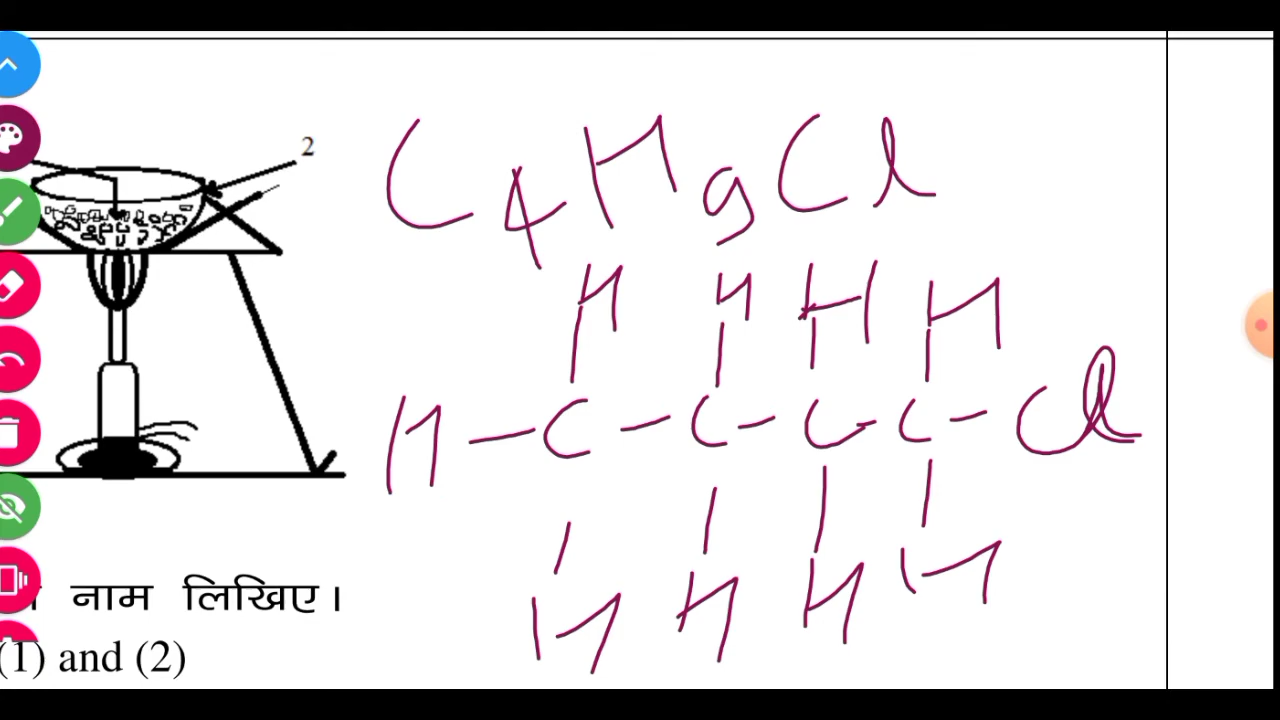 2
C4H9Cl
H H H H
H-C-C-C-C-Cl
H H H H
नाम लिखिए।
(1) and (2)